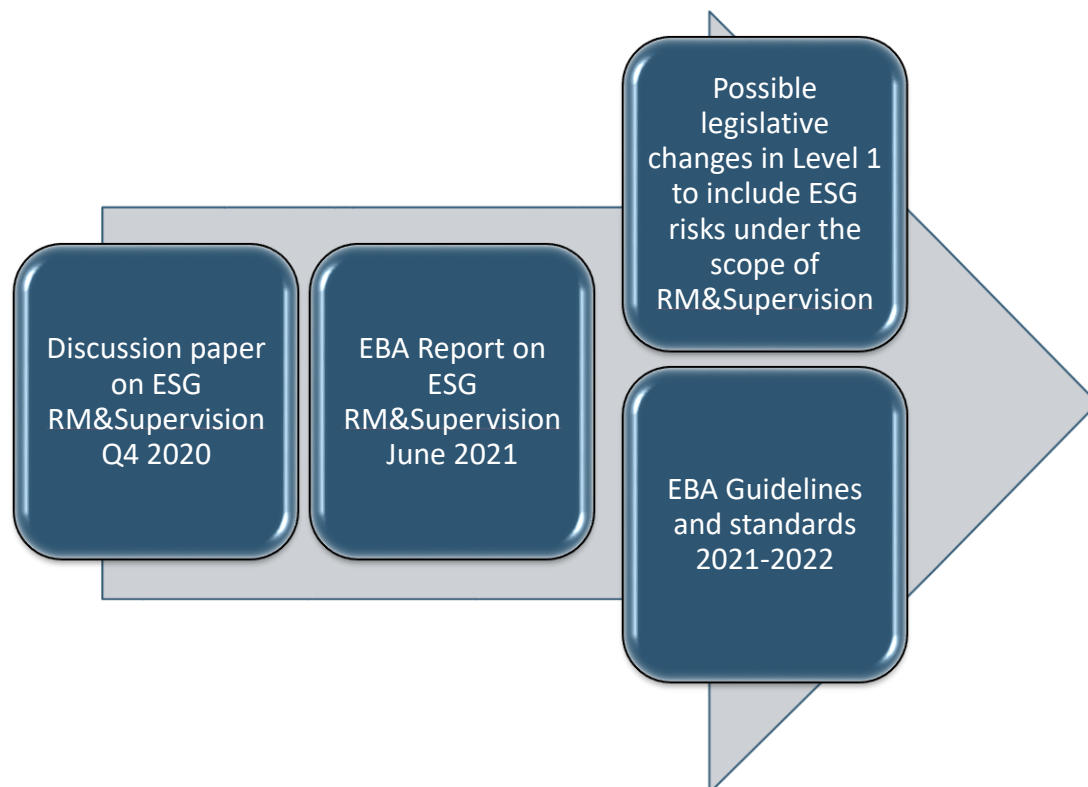 Discussion paper
on ESG
RM&Supervision
Q4 2020
EBA Report on
ESG
RM&Supervision
June 2021
Possible
legislative
changes in Level 1
to include ESG
risks under the
scope of
RM&Supervision
EBA Guidelines
and standards
2021-2022